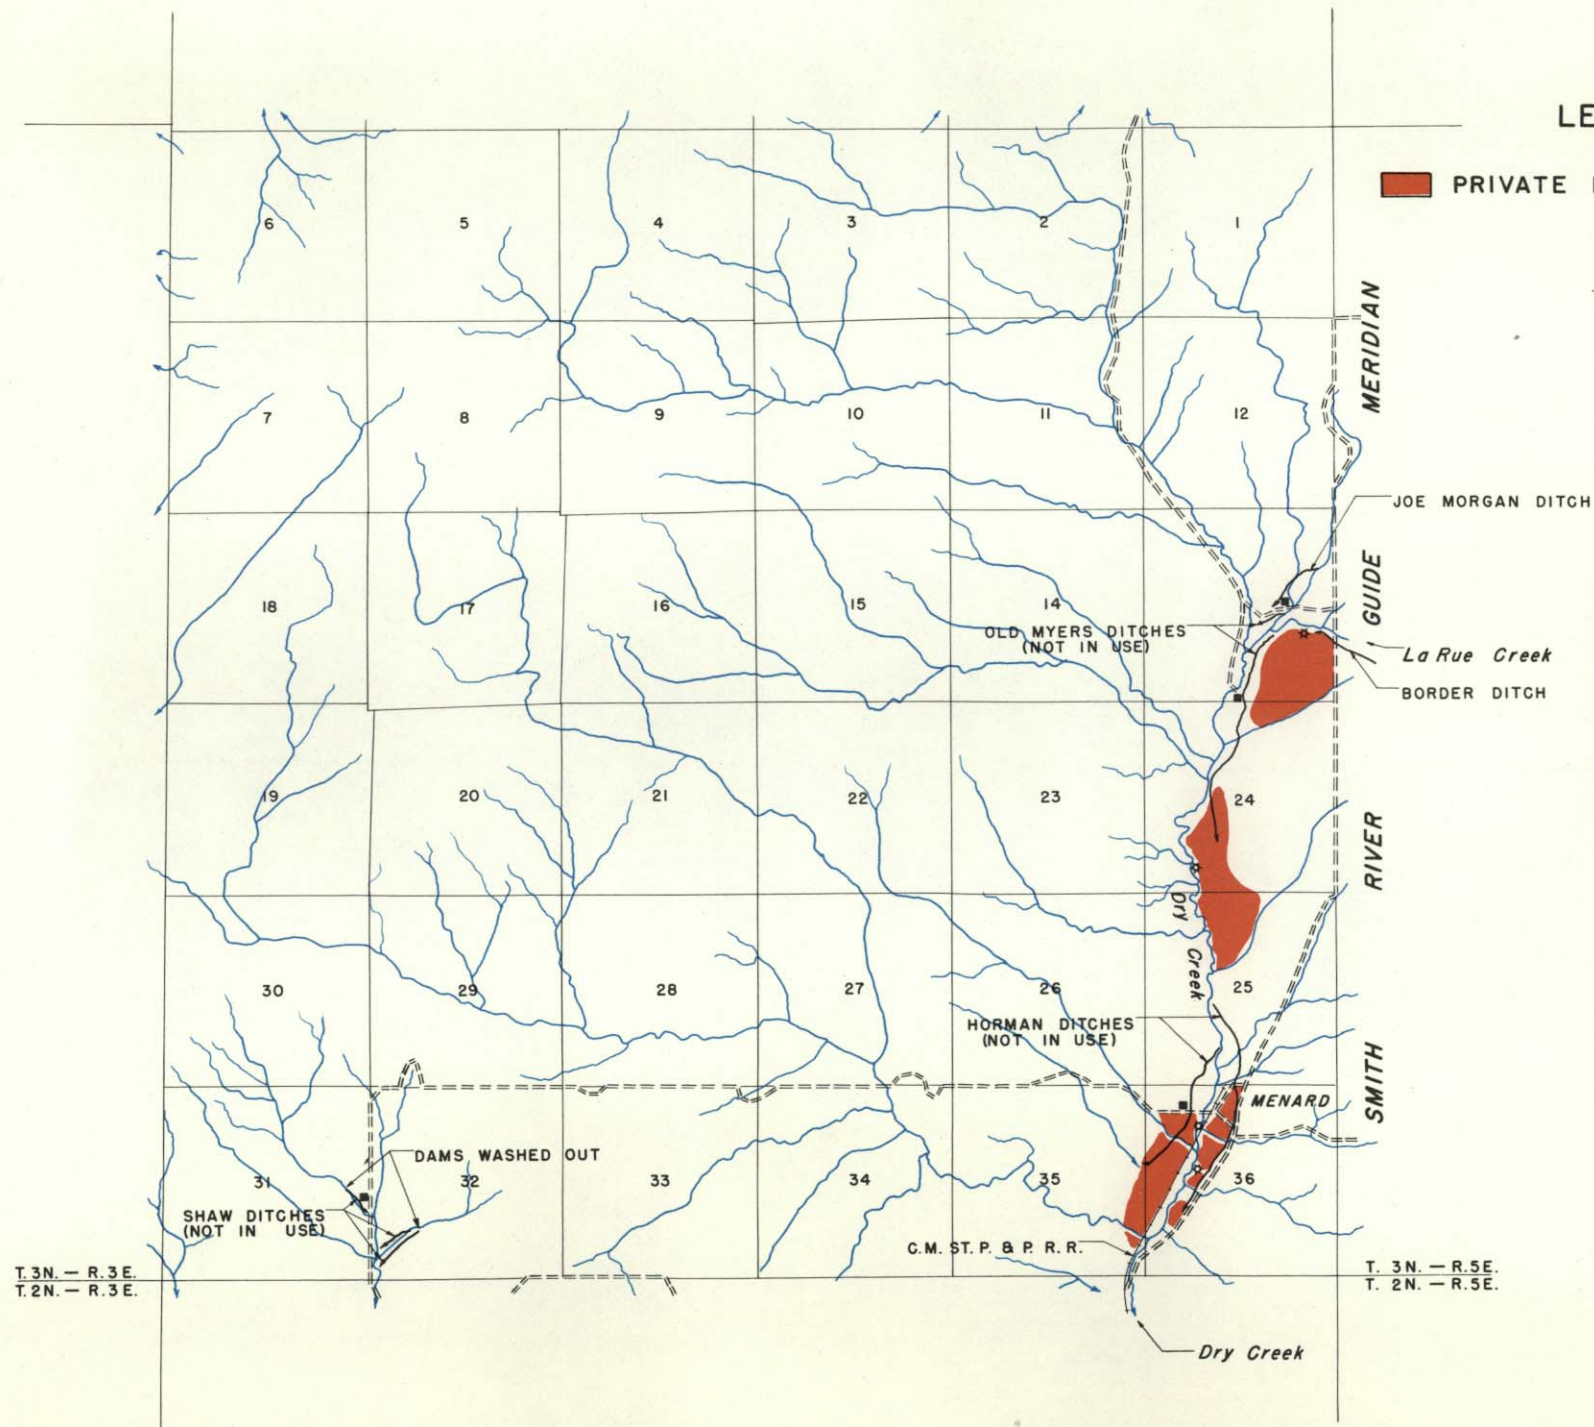 LE
PRIVATE
6 5 4 3 2 1
7 8 9 10 11 12
18 17 16 15 14
19 20 21 22 23 24
30 29 28 27 26 25
31 32 33 34 35 36
MERIDIAN
GUIDE
RIVER
SMITH
JOE MORGAN DITCH
OLD MYERS DITCHES
(NOT IN USE)
La Rue Creek
BORDER DITCH
Dry Creek
HORMAN DITCHES
(NOT IN USE)
MENARD
DAMS WASHED OUT
SHAW DITCHES
(NOT IN USE)
C.M. ST. P. & P. R.R.
T. 3N. — R. 3 E.
T. 2N. — R. 3 E.
T. 3N. — R. 5 E.
T. 2N. — R. 5 E.
Dry Creek